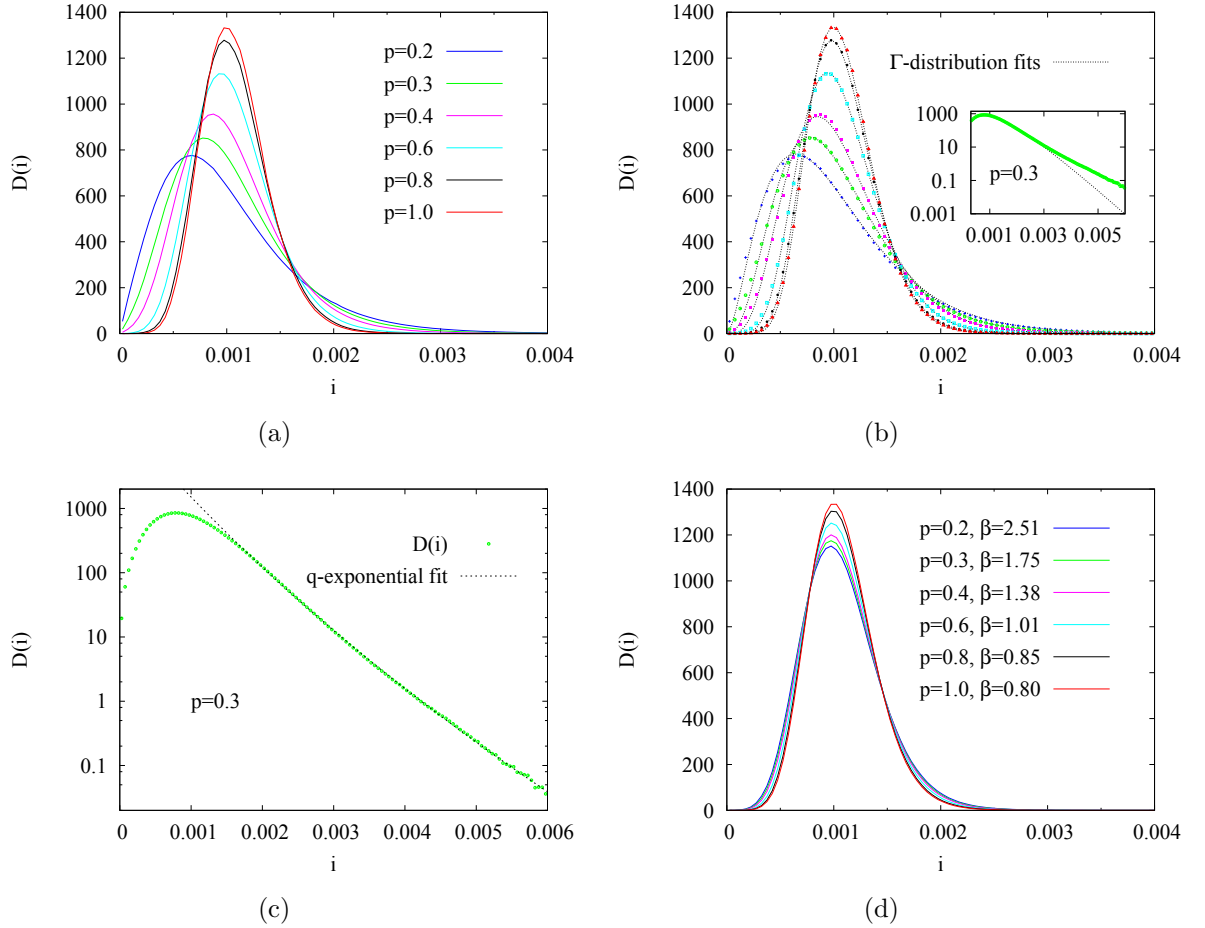 1400
1200
1000
800
600
400
200
0
D(i)
0
0.001
0.002
0.003
0.004
i
p=0.2
p=0.3
p=0.4
p=0.6
p=0.8
p=1.0
(a)
1400
1200
1000
800
600
400
200
0
D(i)
0
0.001
0.002
0.003
0.004
i
Γ-distribution fits
1000
10
0.1
0.001
p=0.3
0.001
0.003
0.005
(b)
1000
100
10
1
0.1
D(i)
0
0.001
0.002
0.003
0.004
0.005
0.006
i
D(i)
q-exponential fit
p=0.3
(c)
1400
1200
1000
800
600
400
200
0
D(i)
0
0.001
0.002
0.003
0.004
i
p=0.2, β=2.51
p=0.3, β=1.75
p=0.4, β=1.38
p=0.6, β=1.01
p=0.8, β=0.85
p=1.0, β=0.80
(d)